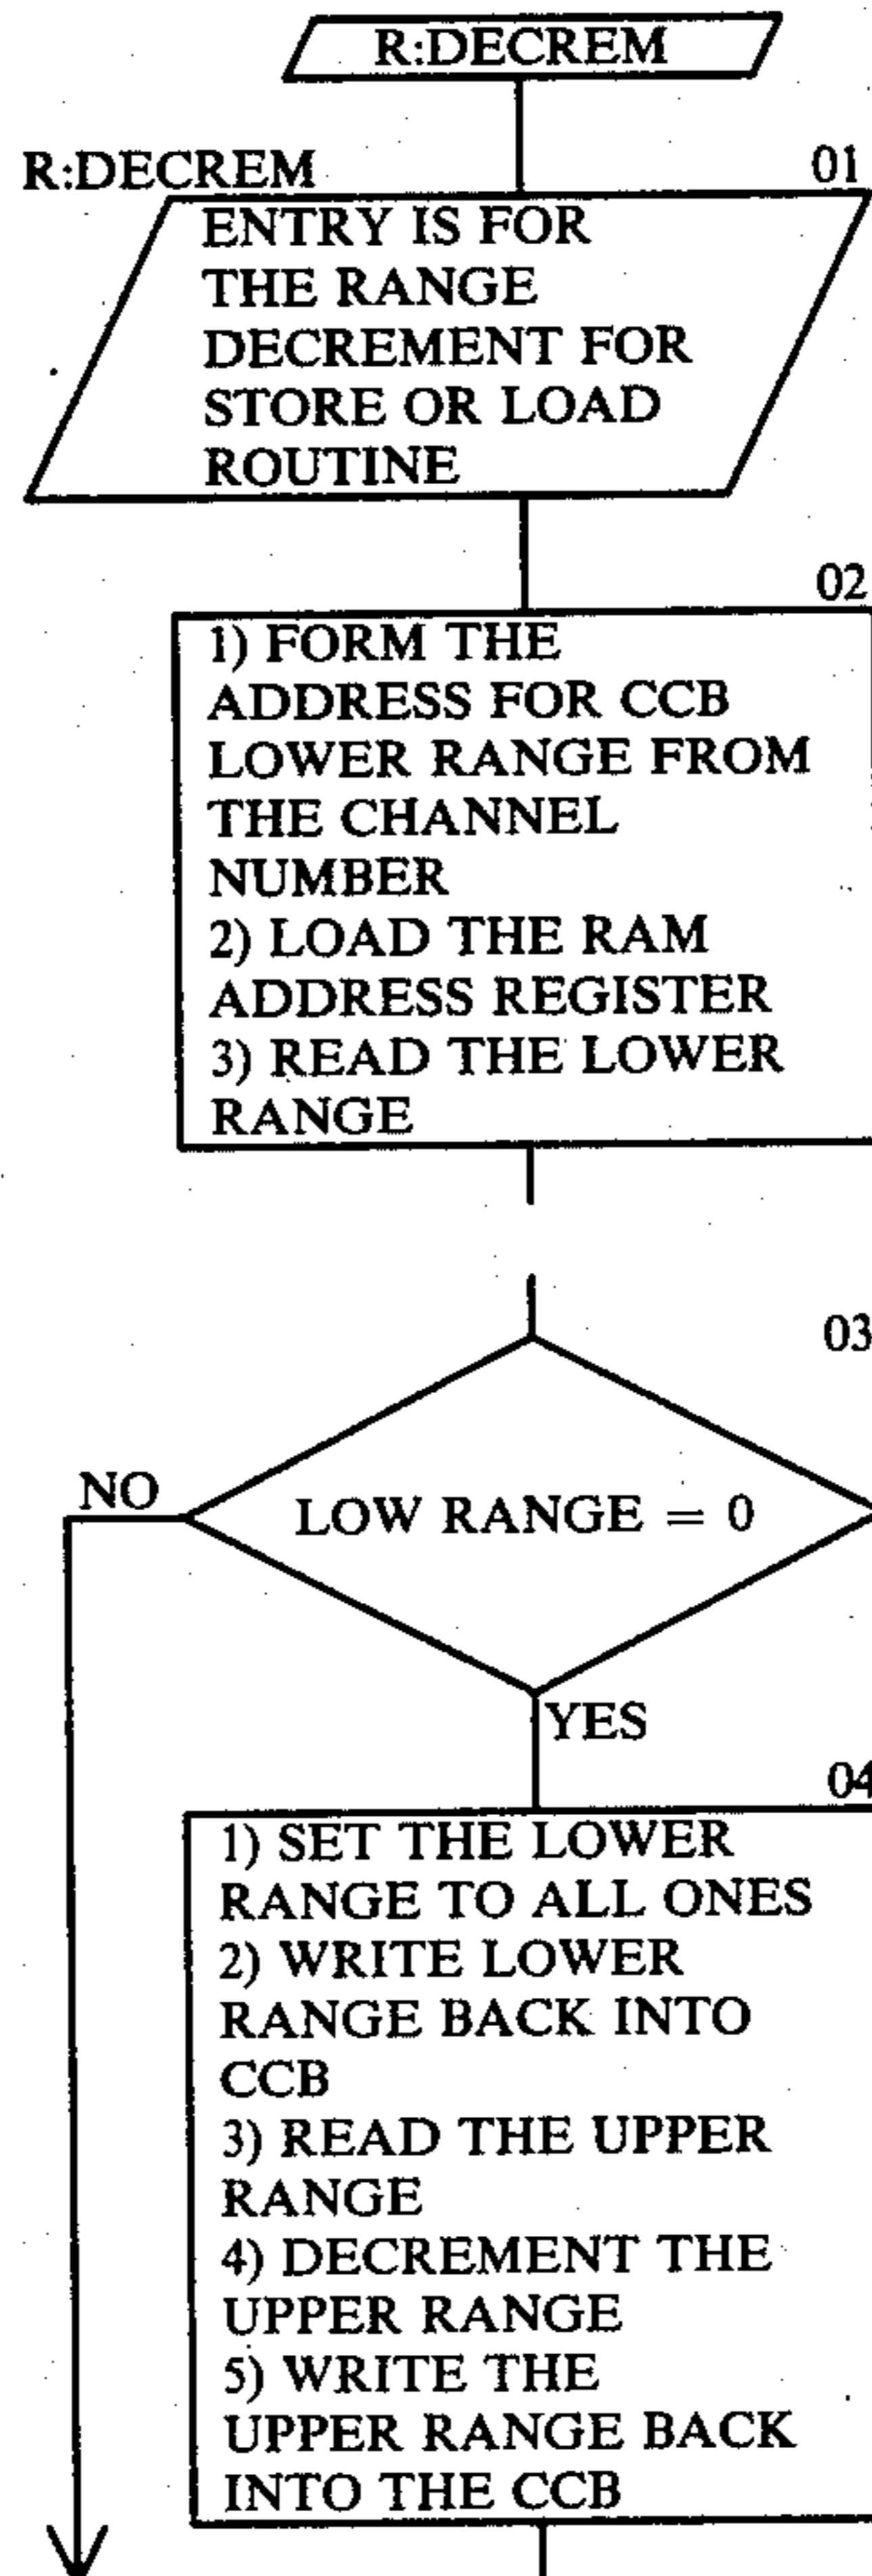 R:DECREM
R:DECREM 01
ENTRY IS FOR
THE RANGE
DECREMENT FOR
STORE OR LOAD
ROUTINE
02
1) FORM THE
ADDRESS FOR CCB
LOWER RANGE FROM
THE CHANNEL
NUMBER
2) LOAD THE RAM
ADDRESS REGISTER
3) READ THE LOWER
RANGE
03
NO
LOW RANGE = 0
YES
04
1) SET THE LOWER
RANGE TO ALL ONES
2) WRITE LOWER
RANGE BACK INTO
CCB
3) READ THE UPPER
RANGE
4) DECREMENT THE
UPPER RANGE
5) WRITE THE
UPPER RANGE BACK
INTO THE CCB